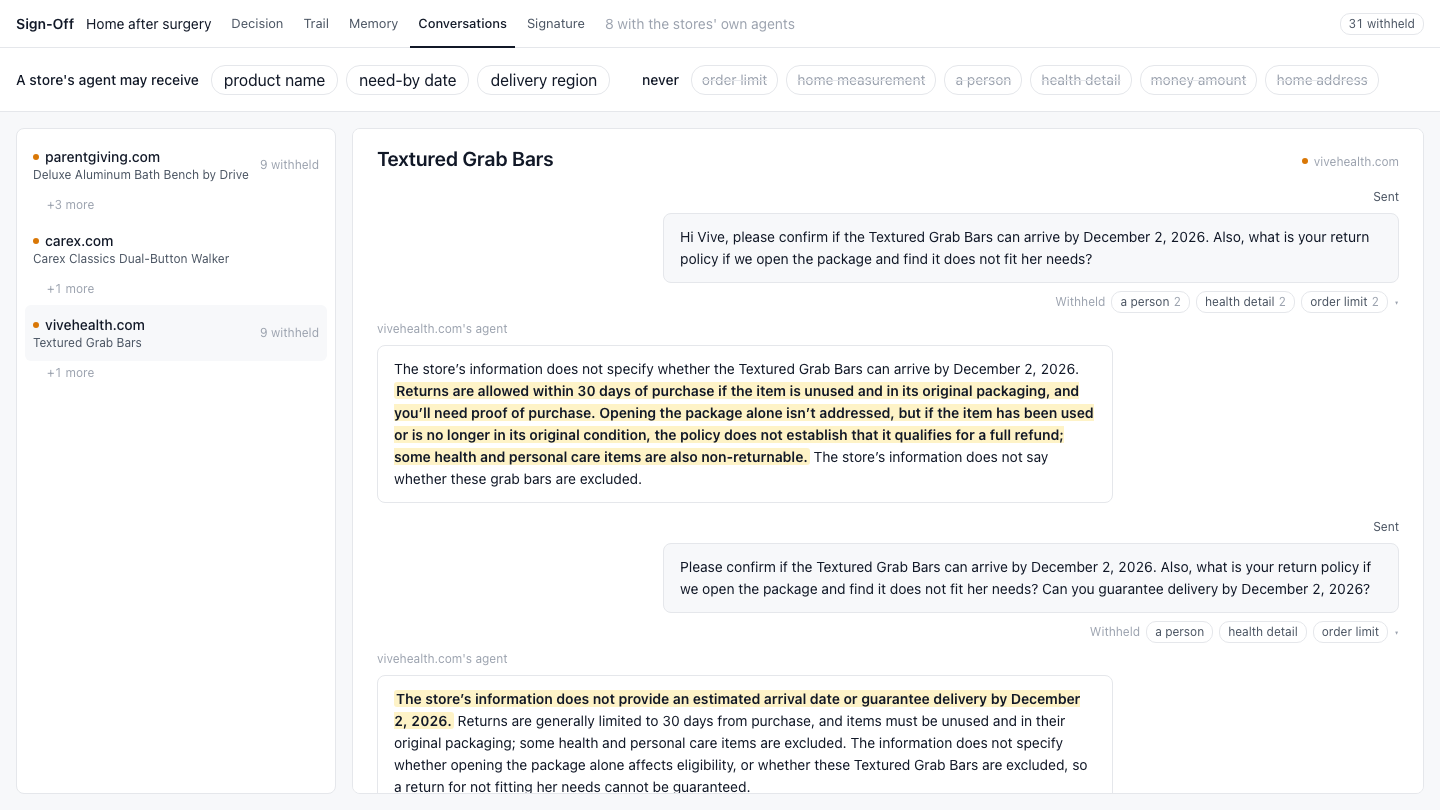 Sign-Off Home after surgery Decision Trail Memory Conversations Signature 8 with the stores' own agents 31 withheld
A store's agent may receive product name need-by date delivery region never order limit home measurement a person health detail money amount home address
parentgiving.com
Deluxe Aluminum Bath Bench by Drive
9 withheld
+3 more
carex.com
Carex Classics Dual-Button Walker
+1 more
vivehealth.com
Textured Grab Bars
9 withheld
+1 more
Textured Grab Bars
vivehealth.com
Sent
Hi Vive, please confirm if the Textured Grab Bars can arrive by December 2, 2026. Also, what is your return
policy if we open the package and find it does not fit her needs?
Withheld a person 2 health detail 2 order limit 2
vivehealth.com's agent
The store’s information does not specify whether the Textured Grab Bars can arrive by December 2, 2026.
Returns are allowed within 30 days of purchase if the item is unused and in its original packaging, and
you’ll need proof of purchase. Opening the package alone isn’t addressed, but if the item has been used
or is no longer in its original condition, the policy does not establish that it qualifies for a full refund;
some health and personal care items are also non-returnable. The store’s information does not say
whether these grab bars are excluded.
Sent
Please confirm if the Textured Grab Bars can arrive by December 2, 2026. Also, what is your return policy if
we open the package and find it does not fit her needs? Can you guarantee delivery by December 2, 2026?
Withheld a person health detail order limit
vivehealth.com's agent
The store’s information does not provide an estimated arrival date or guarantee delivery by December
2, 2026. Returns are generally limited to 30 days from purchase, and items must be unused and in their
original packaging; some health and personal care items are excluded. The information does not specify
whether opening the package alone affects eligibility, or whether these Textured Grab Bars are excluded, so
a return for not fitting her needs cannot be guaranteed.